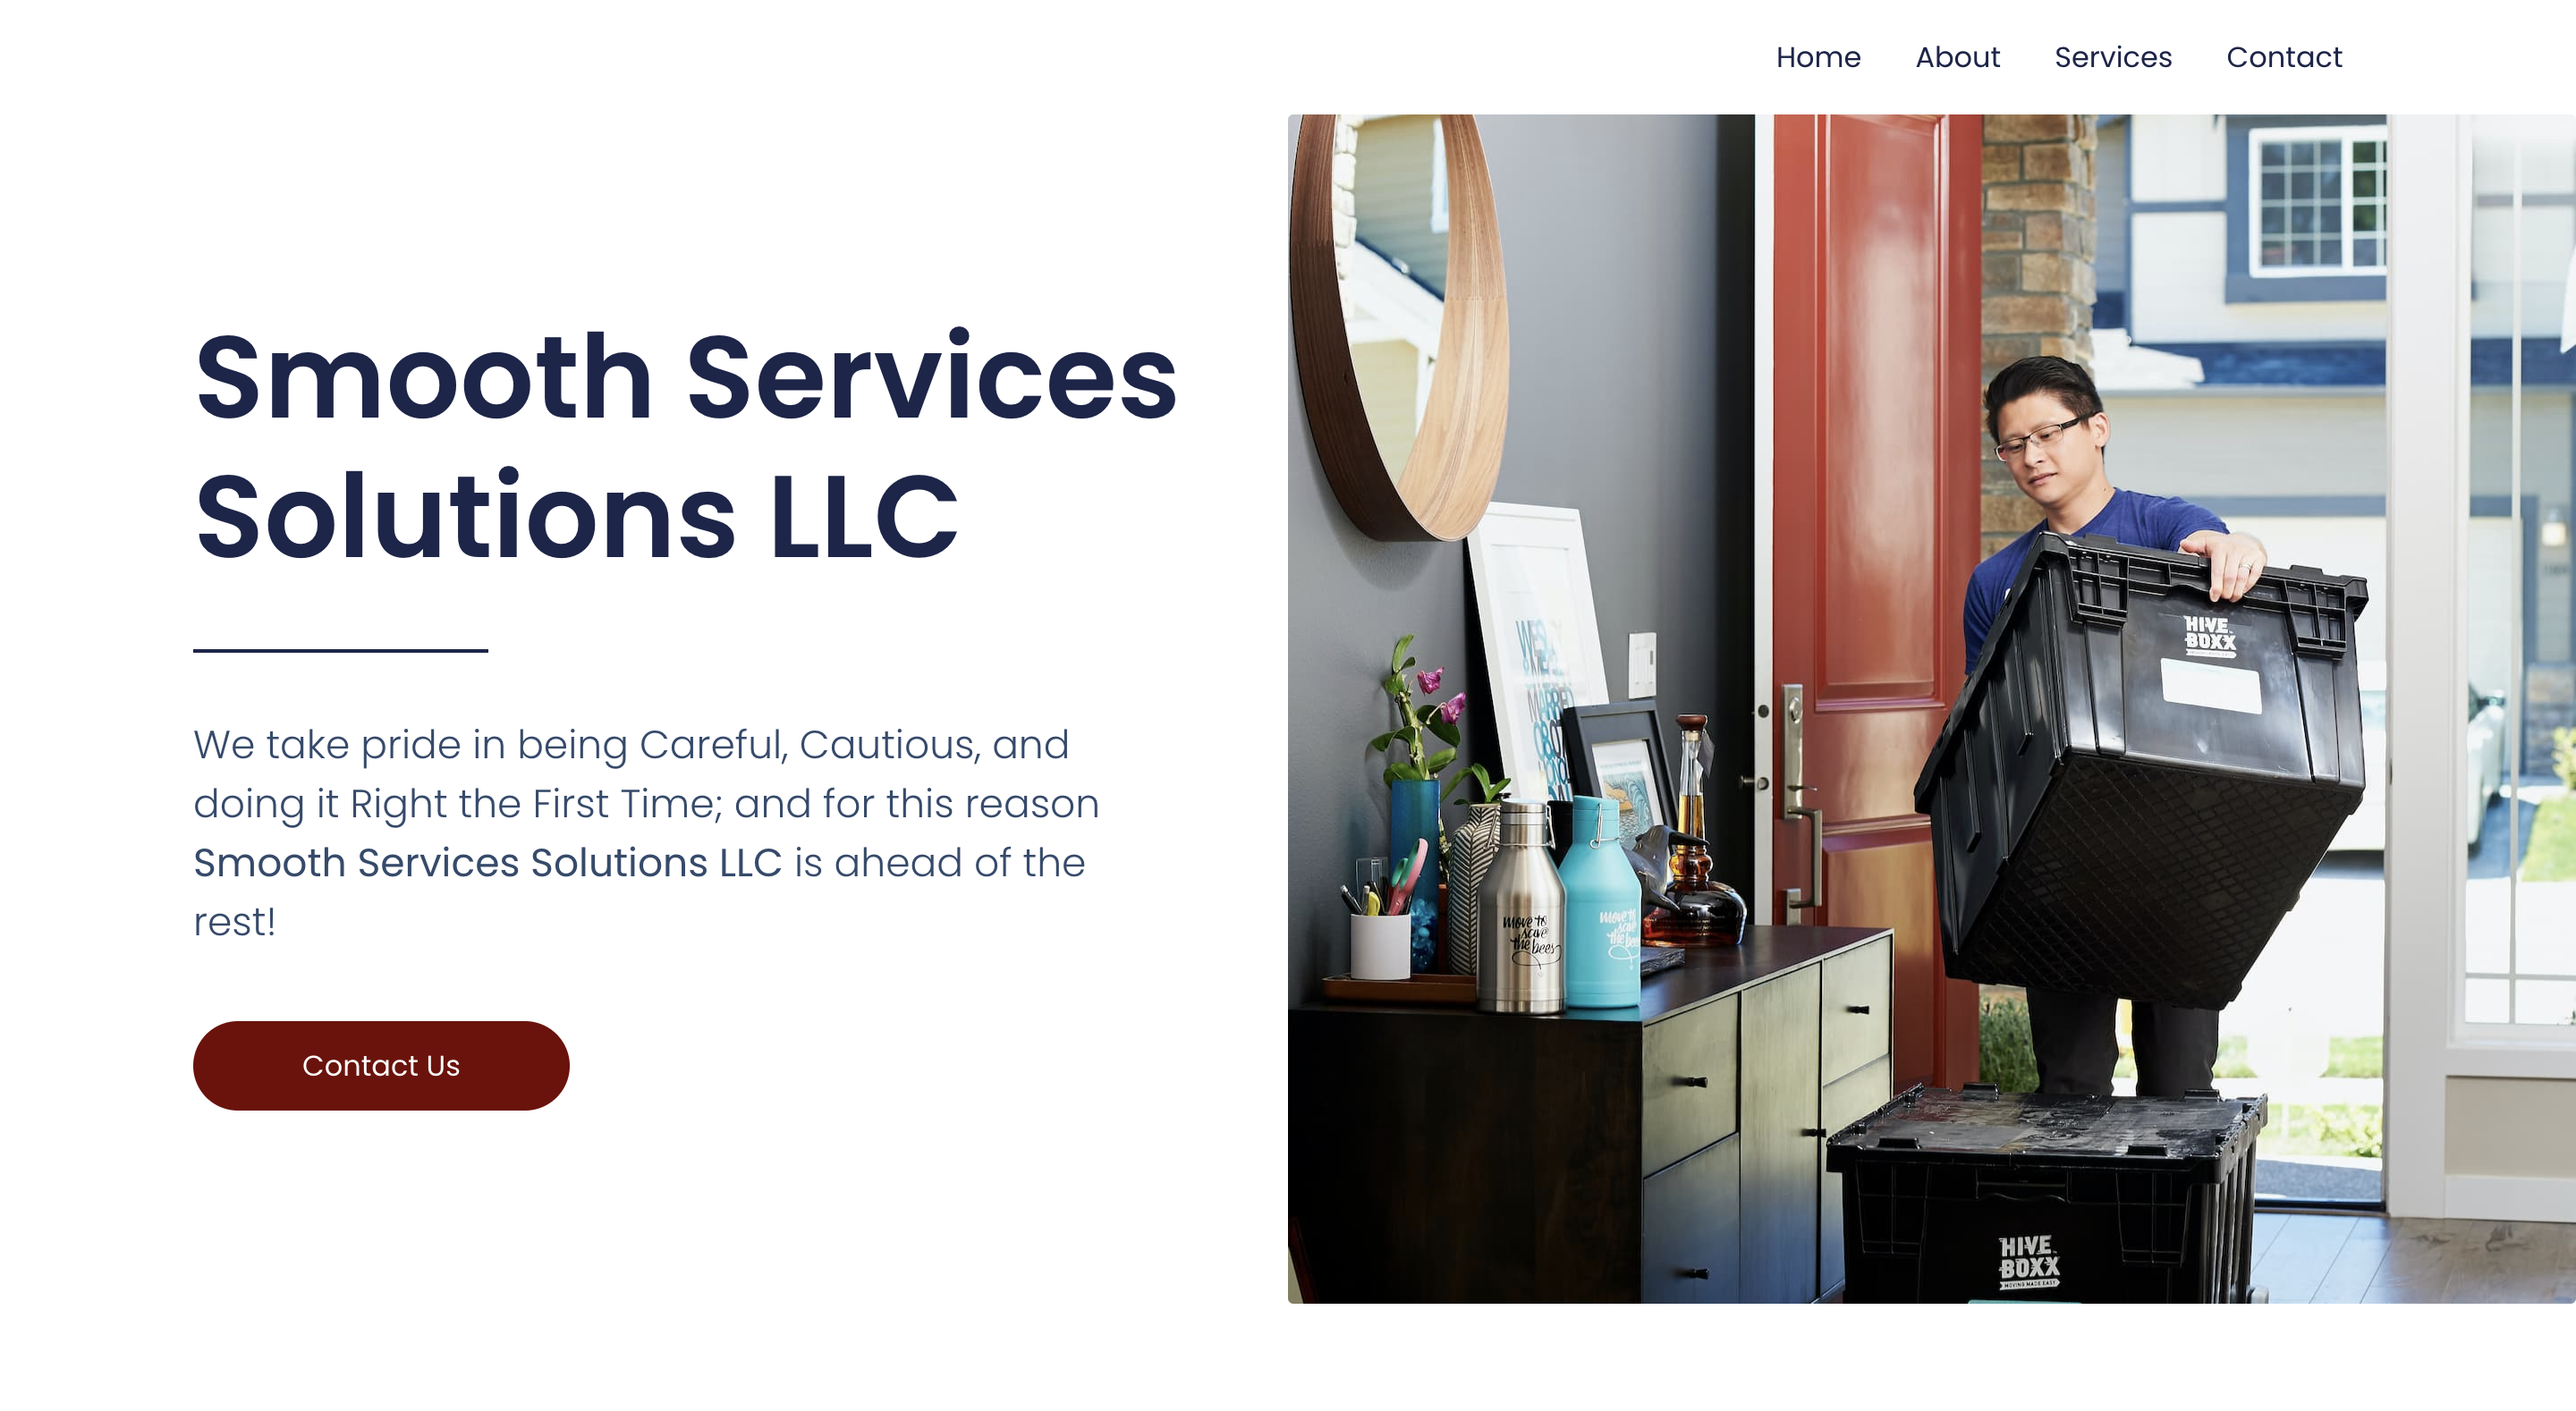 Home About Services Contact
Smooth Services
Solutions LLC
We take pride in being Careful, Cautious, and
doing it Right the First Time; and for this reason
Smooth Services Solutions LLC is ahead of the
rest!
Contact Us
HIVE
BOXX
move to
save
the bees
move to
save
the bees
HIVE
BOXX
MOVING MADE EASY